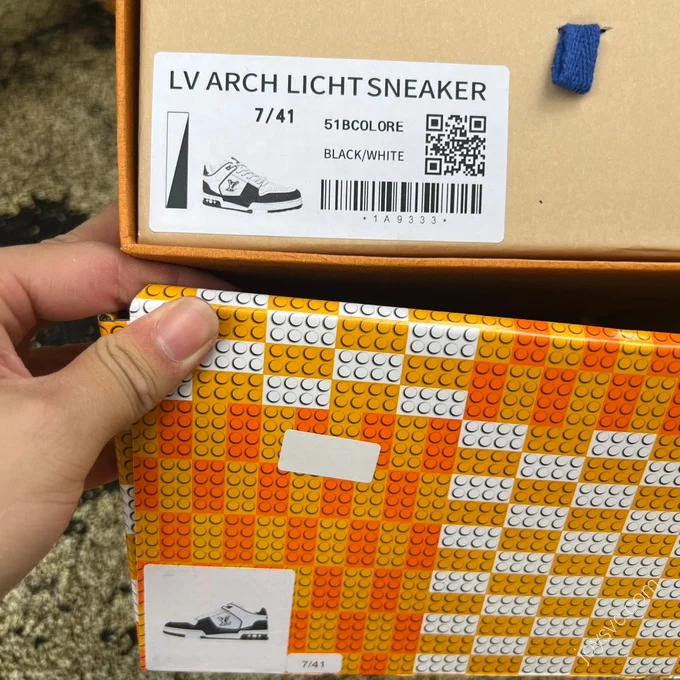 LV ARCH LICHT SNEAKER
7/41
51BCOLORE
BLACK/WHITE
*1A9333*
7/41